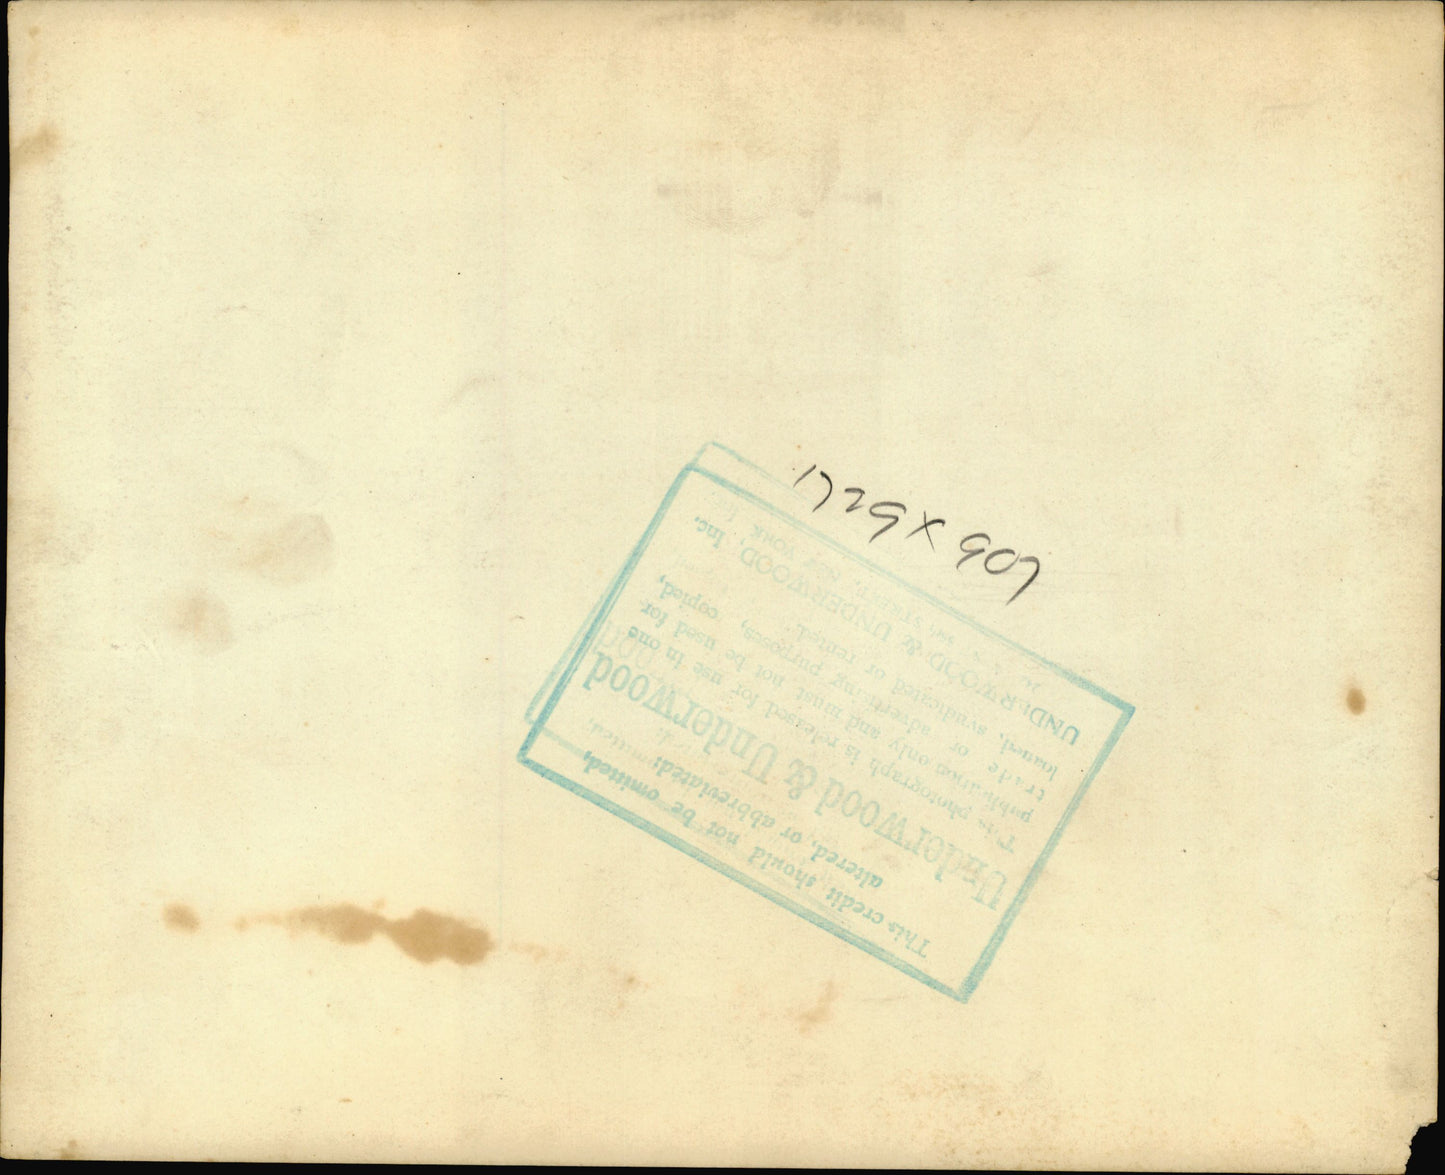 1729X907
This credit should not be omitted,
altered, or abbreviated:
Underwood & Underwood
This photograph is released for use in one
publication only and must not be used for
trade or advertising purposes, copied,
loaned, syndicated or rented.
UNDERWOOD & UNDERWOOD, Inc.
STREET, NEW YORK